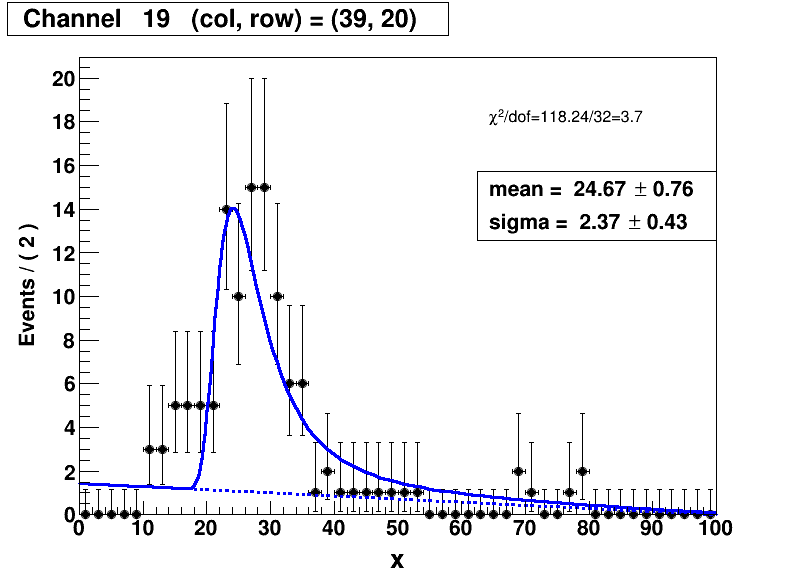 Channel 19 (col, row) = (39, 20)
20
18
16
14
12
10
8
6
4
2
0
Events / ( 2 )
χ²/dof=118.24/32=3.7
mean = 24.67 ± 0.76
sigma = 2.37 ± 0.43
0 10 20 30 40 50 60 70 80 90 100
x